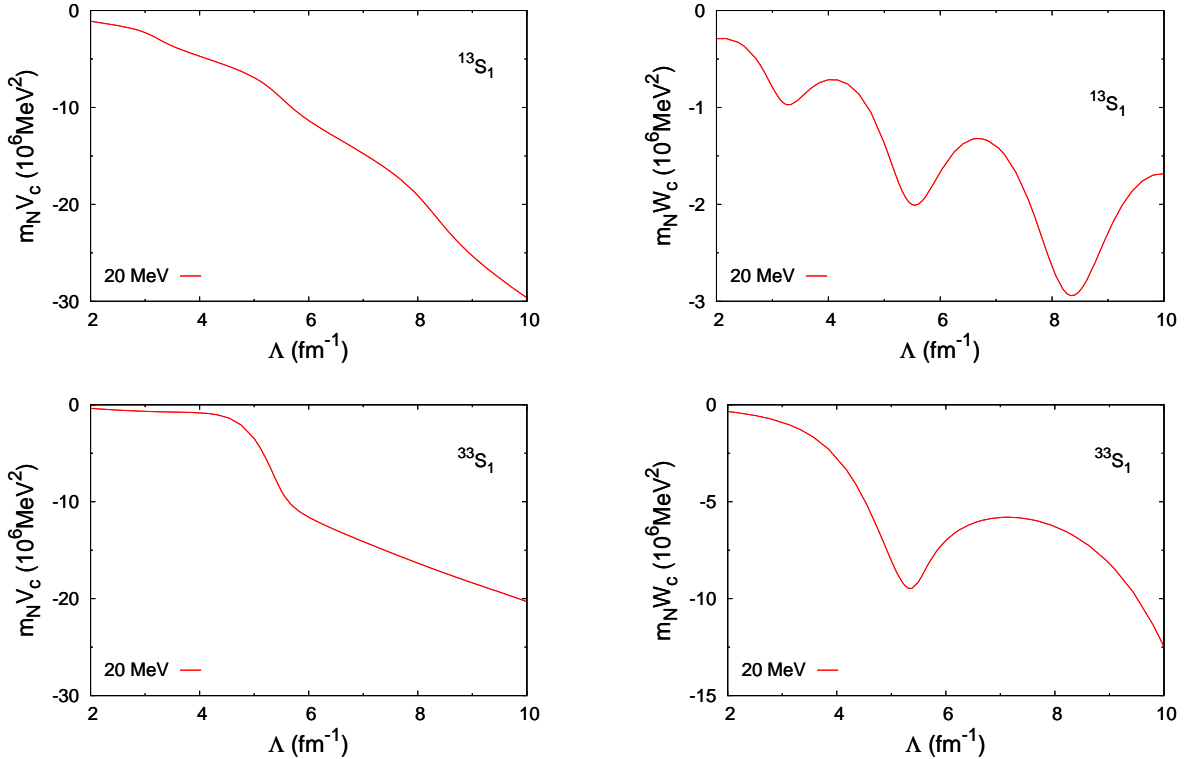 0
-10
-20
-30
2 4 6 8 10
m_N V_c (10^6 MeV^2)
Λ (fm^-1)
^13S_1
20 MeV
0
-1
-2
-3
2 4 6 8 10
m_N W_c (10^6 MeV^2)
Λ (fm^-1)
^13S_1
20 MeV
0
-10
-20
-30
2 4 6 8 10
m_N V_c (10^6 MeV^2)
Λ (fm^-1)
^33S_1
20 MeV
0
-5
-10
-15
2 4 6 8 10
m_N W_c (10^6 MeV^2)
Λ (fm^-1)
^33S_1
20 MeV